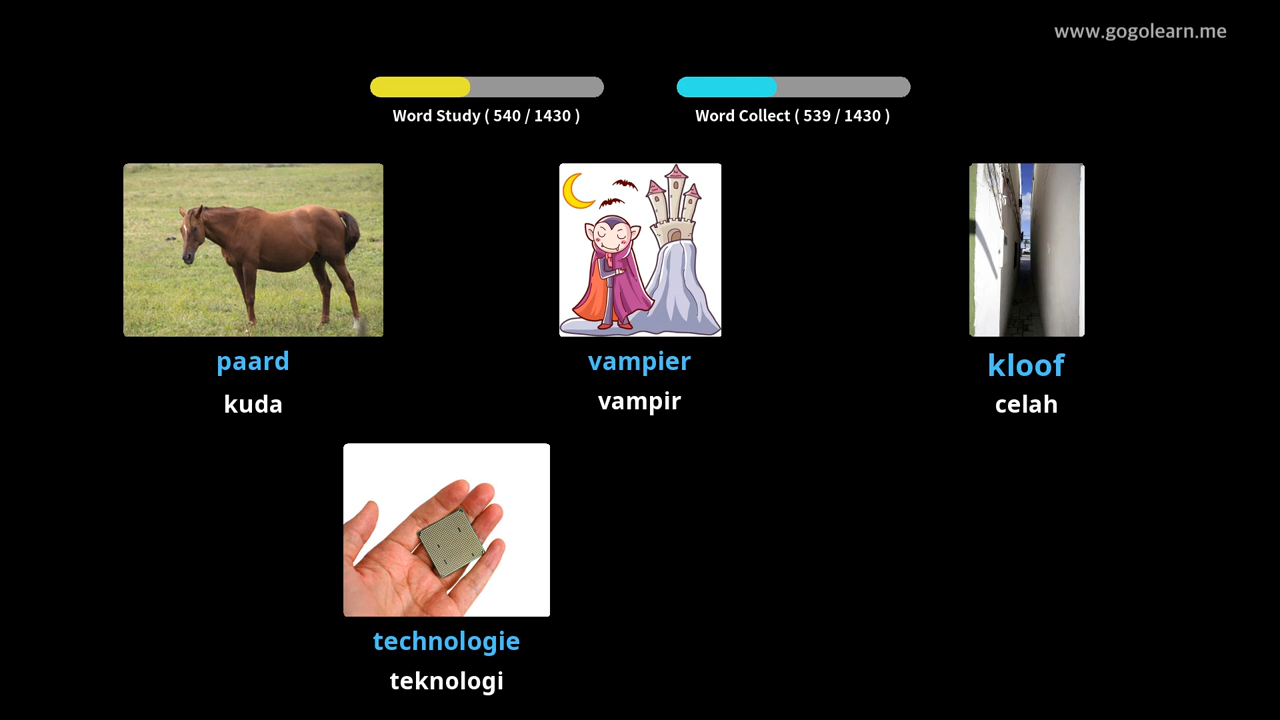 www.gogolearn.me
Word Study ( 540 / 1430 )
Word Collect ( 539 / 1430 )
paard
kuda
vampier
vampir
kloof
celah
technologie
teknologi